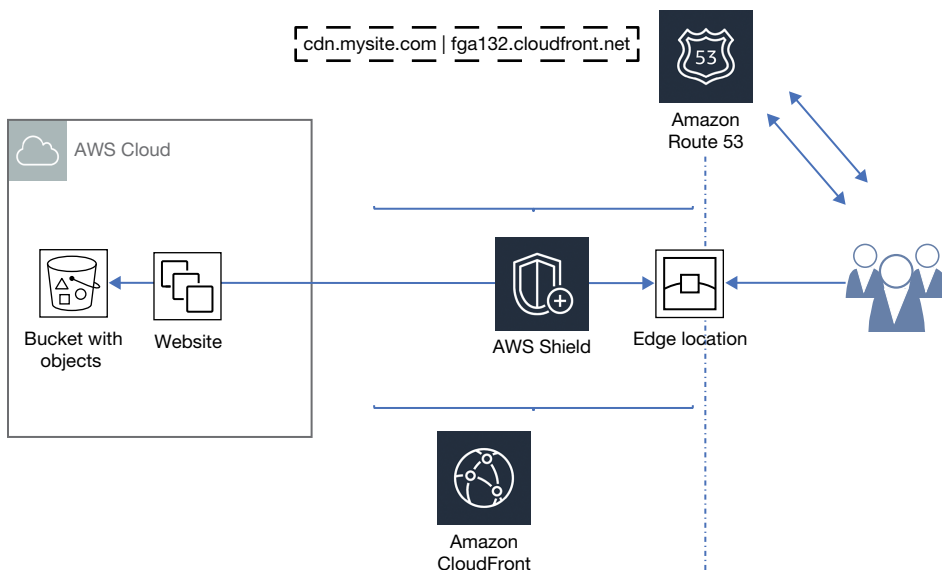 cdn.mysite.com | fga132.cloudfront.net
53
Amazon
Route 53
AWS Cloud
Bucket with
objects
Website
AWS Shield
Edge location
Amazon
CloudFront